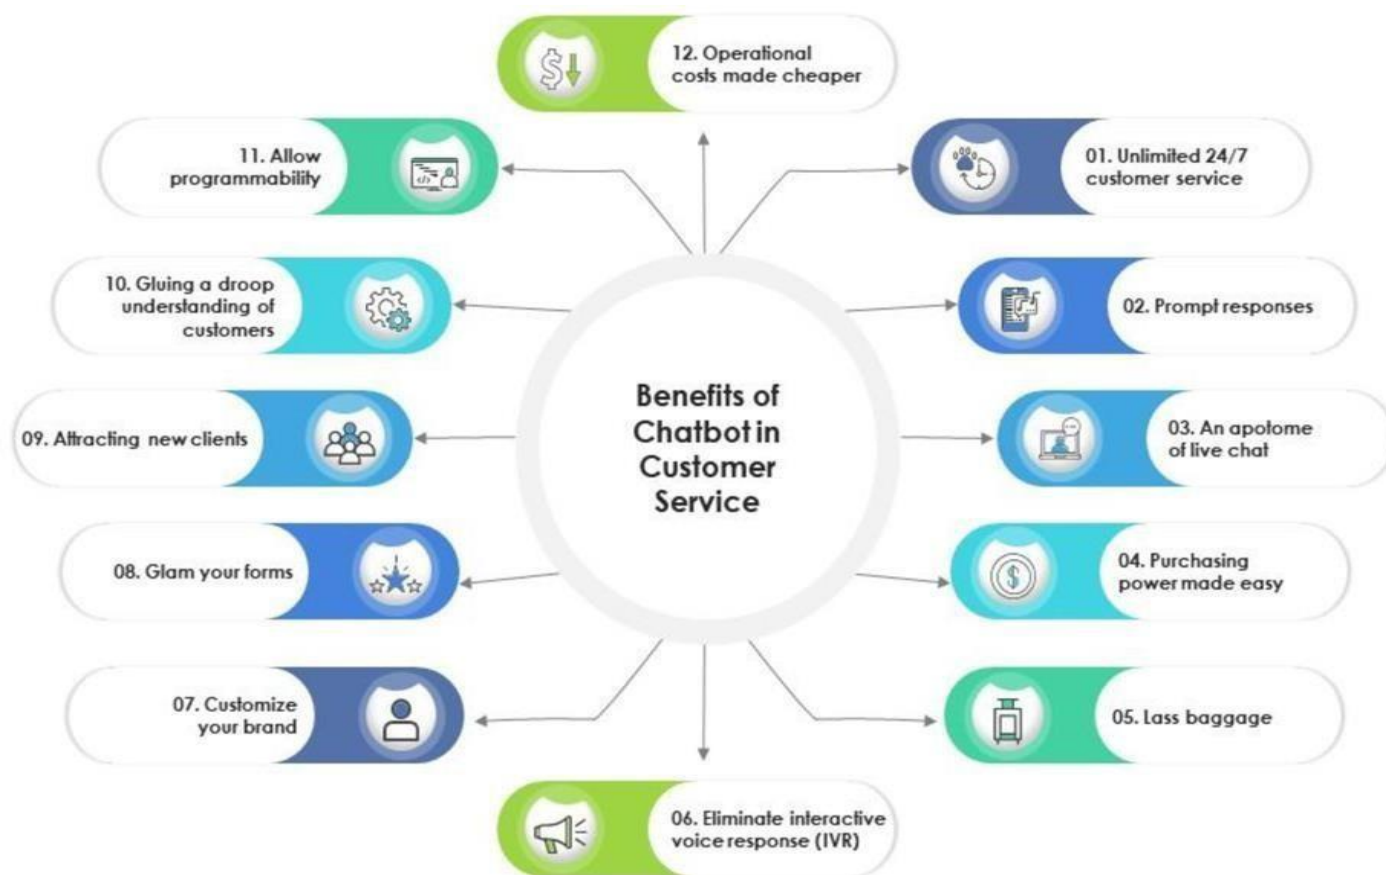 Benefits of
Chatbot in
Customer
Service
01. Unlimited 24/7
customer service
02. Prompt responses
03. An apotome
of live chat
04. Purchasing
power made easy
05. Lass baggage
06. Eliminate interactive
voice response (IVR)
07. Customize
your brand
08. Glam your forms
09. Attracting new clients
10. Gluing a droop
understanding of
customers
11. Allow
programmability
12. Operational
costs made cheaper